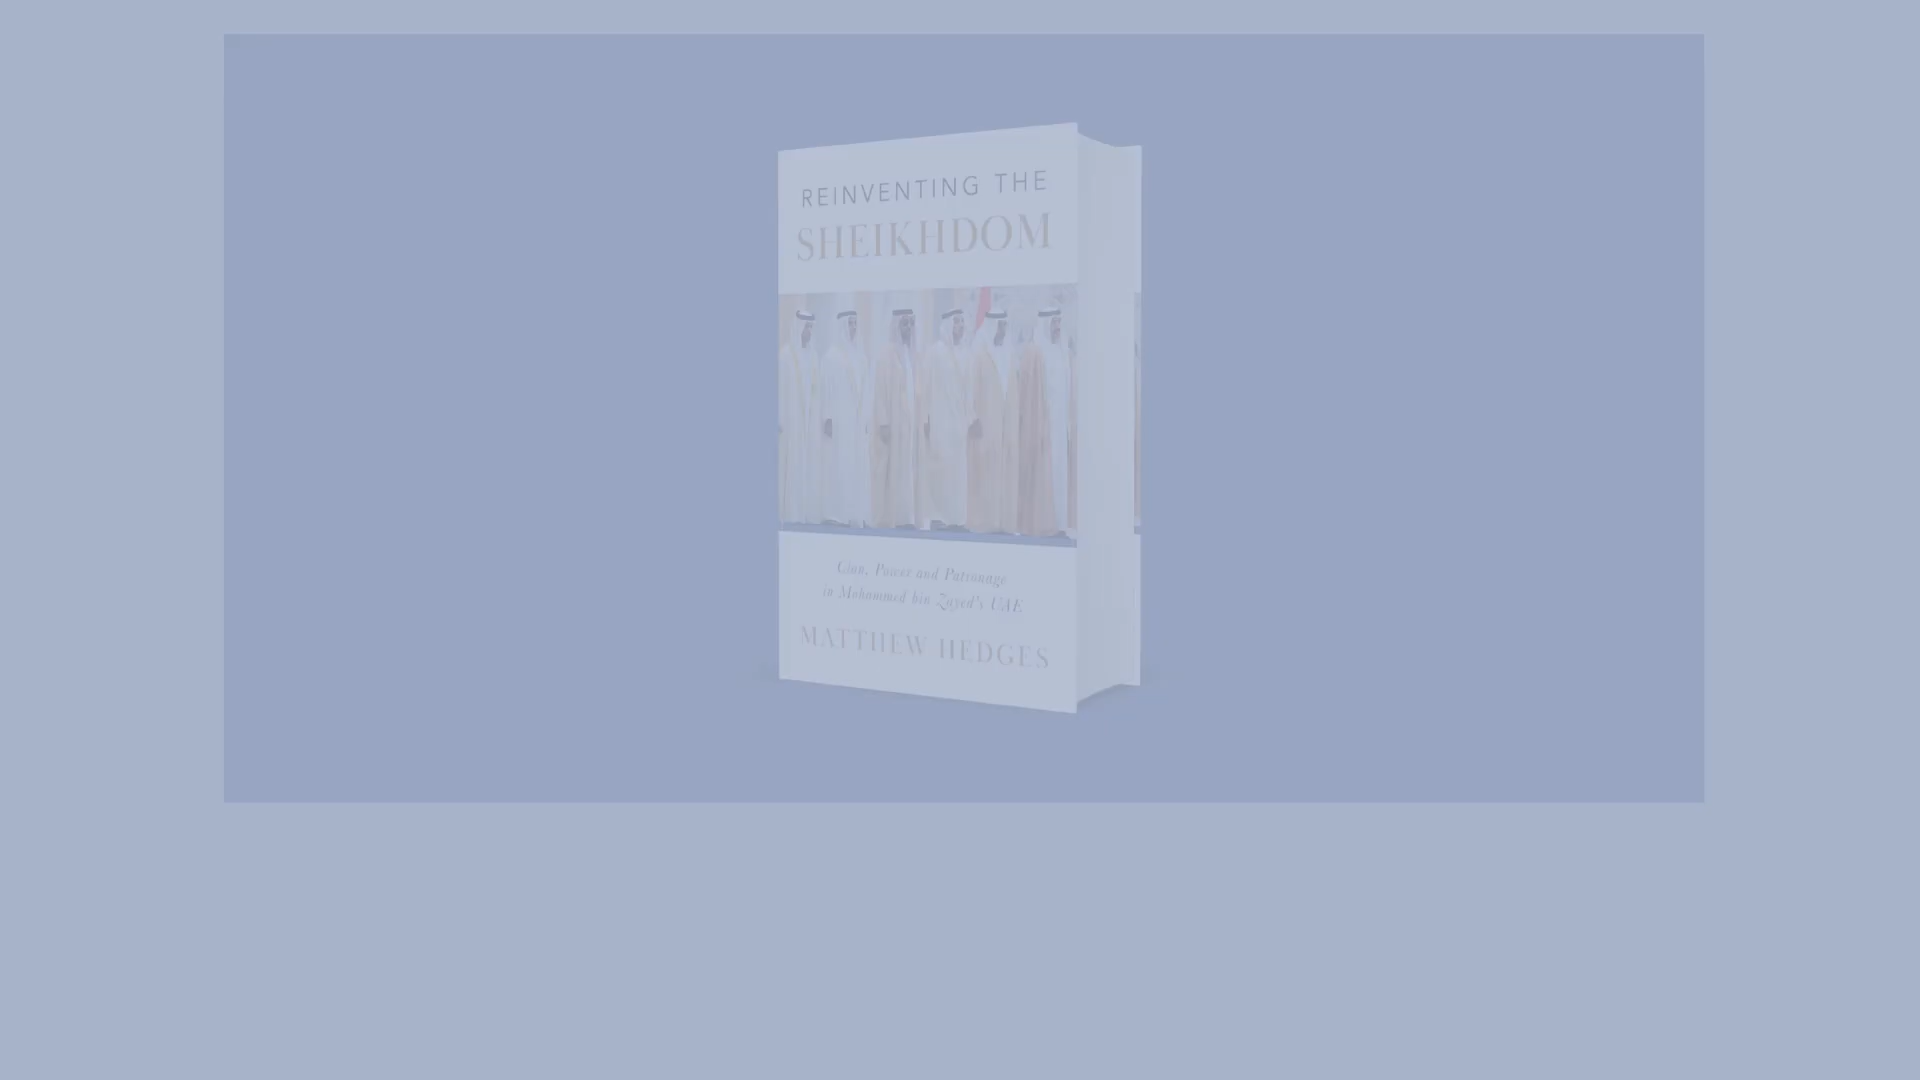 REINVENTING THE
SHEIKHDOM
Clan, Power and Patronage
in Mohammed bin Zayed's UAE
MATTHEW HEDGES